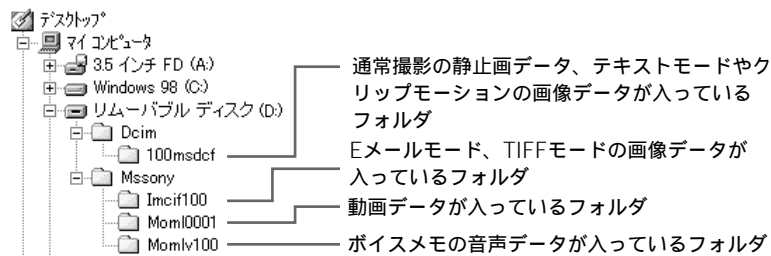 デスクトップ
マイ コンピュータ
3.5 インチ FD (A:)
Windows 98 (C:)
リムーバブル ディスク (D:)
Dcim
100msdcf
Mssony
Imcif100
Moml0001
Momlv100
通常撮影の静止画データ、テキストモードやク
リップモーションの画像データが入っている
フォルダ
Eメールモード、TIFFモードの画像データが
入っているフォルダ
動画データが入っているフォルダ
ボイスメモの音声データが入っているフォルダ